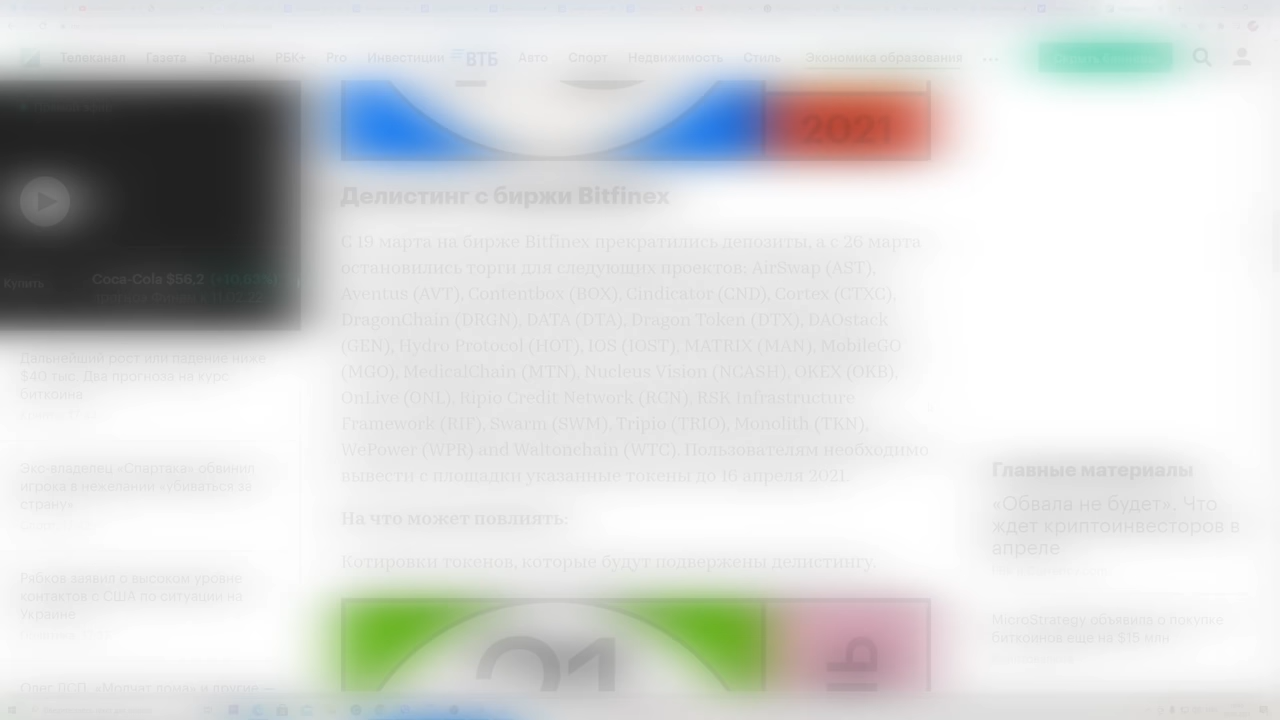 Телеканал Газета Тренды РБК+ Pro Инвестиции ВТБ Авто Спорт Недвижимость Стиль Экономика образования
2021
Купить
Coca-Cola $56,2 (+10,02%)
Делистинг с биржи Bitfinex
С 19 марта на бирже Bitfinex прекратились депозиты, а с 26 марта
остановились торги для следующих проектов: AirSwap (AST),
Aventus (AVT), Contentbox (BOX), Cindicator (CND), Cortex (CTXC),
DragonChain (DRGN), DATA (DTA), Dragon Token (DTX), DAOstack
(GEN), Hydro Protocol (HOT), IOS (IOST), MATRIX (MAN), MobileGO
(MGO), MedicalChain (MTN), Nucleus Vision (NCASH), OKEX (OKB),
OnLive (ONL), Ripio Credit Network (RCN), RSK Infrastructure
Framework (RIF), Swarm (SWM), Tripio (TRIO), Monolith (TKN),
WePower (WPR) and Waltonchain (WTC). Пользователям необходимо
вывести с площадки указанные токены до 16 апреля 2021.
На что может повлиять:
Котировки токенов, которые будут подвержены делистингу.
21
Дальнейший рост или падение ниже
$40 тыс. Два прогноза на курс
биткоина
Экс-владелец «Спартака» обвинил
игрока в нежелании «убиваться за
страну»
Рябков заявил о высоком уровне
контактов с США по ситуации на
Украине
Главные материалы
«Обвала не будет». Что
ждет криптоинвесторов в
апреле
MicroStrategy объявила о покупке
биткоинов еще на $15 млн